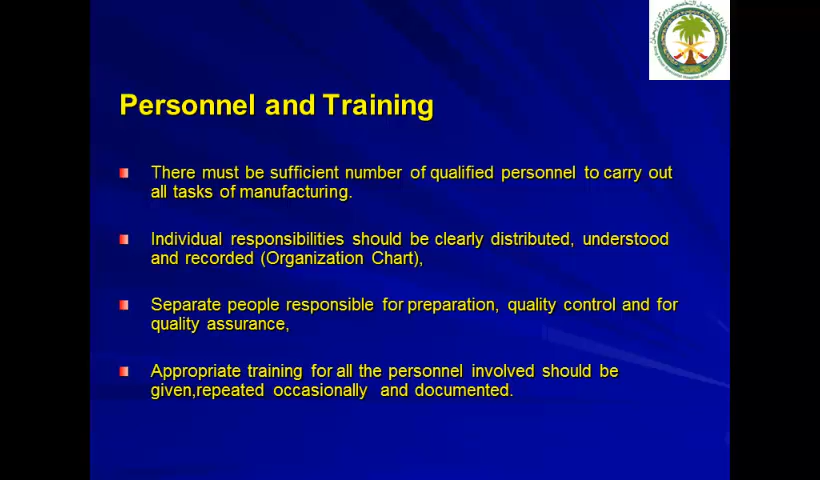 Personnel and Training
There must be sufficient number of qualified personnel to carry out
all tasks of manufacturing.
Individual responsibilities should be clearly distributed, understood
and recorded (Organization Chart),
Separate people responsible for preparation, quality control and for
quality assurance,
Appropriate training for all the personnel involved should be
given,repeated occasionally and documented.